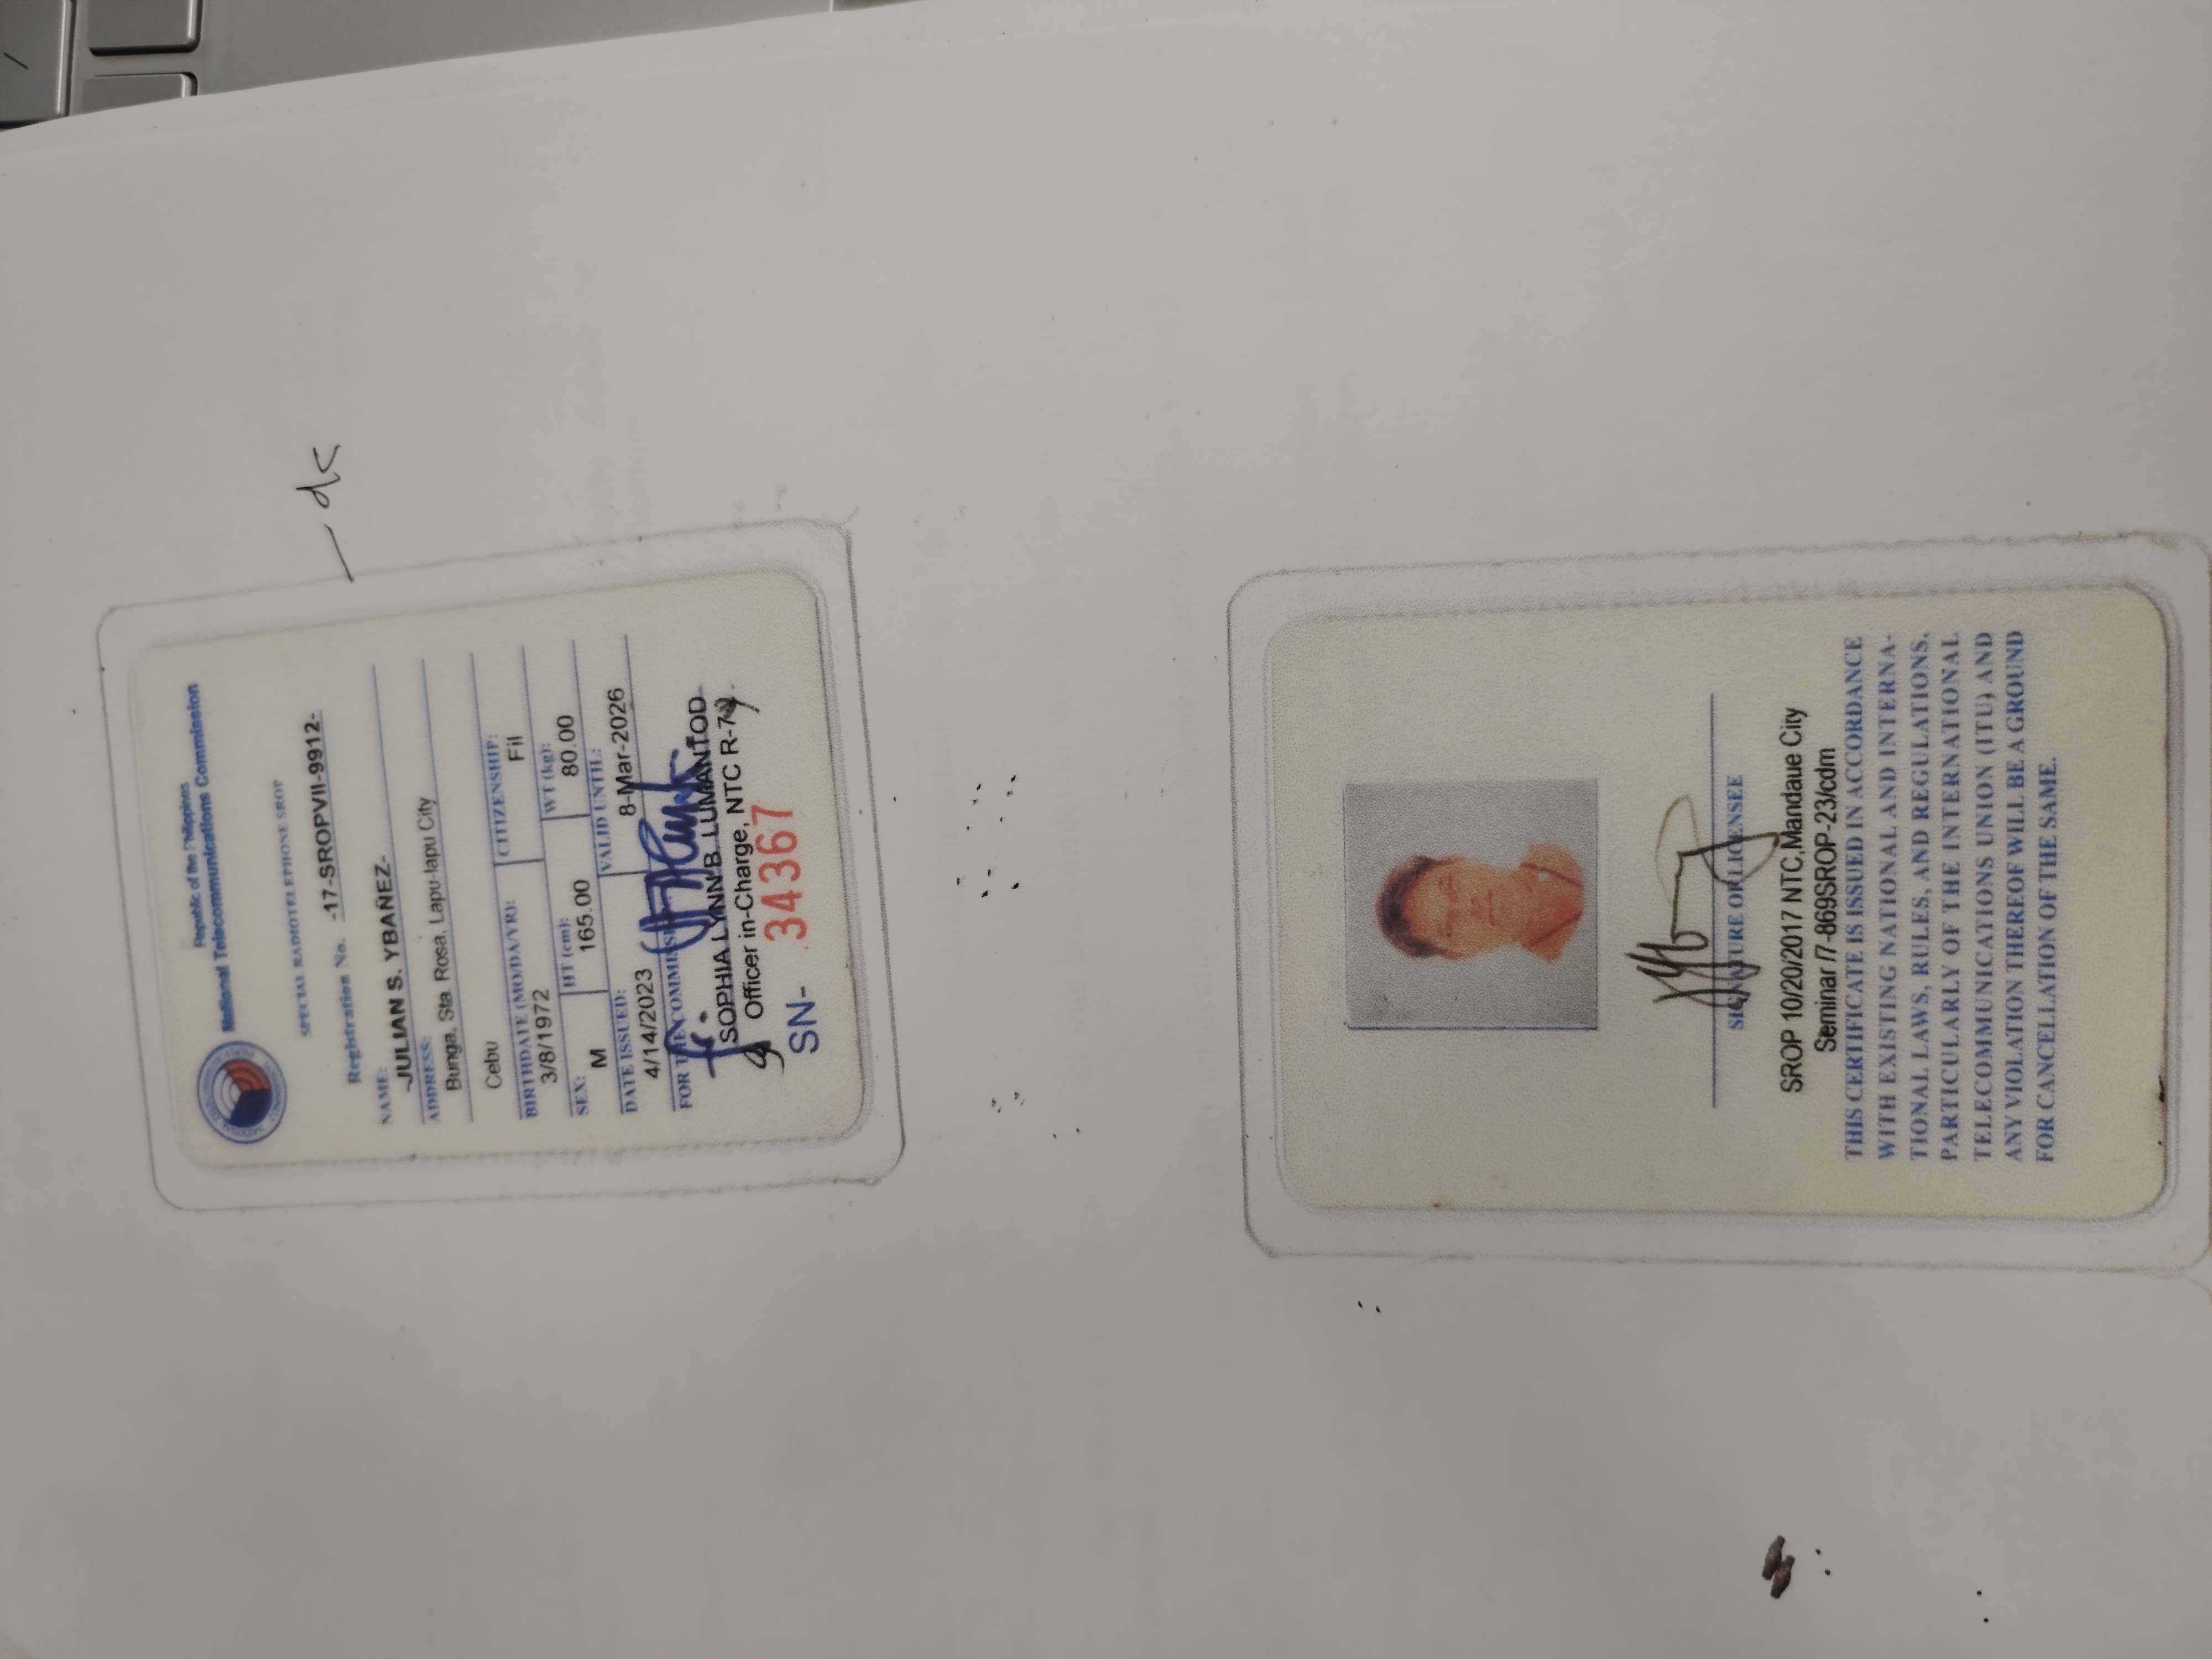 Republic of the Philippines
National Telecommunications Commission
SPECIAL RADIOTELEPHONE SROP
Registration No. -17-SROPVII-9912-
NAME:
-JULIAN S. YBAÑEZ-
ADDRESS:
Bunga, Sta. Rosa, Lapu-lapu City
Cebu
BIRTHDATE (MO/DA/YR): CITIZENSHIP:
3/8/1972 Fil
SEX: HT (cm): WT (kg):
M 165.00 80.00
DATE ISSUED: VALID UNTIL:
4/14/2023 8-Mar-2026
FOR THE COMMIS
SOPHIA LYNN B. LUMANTOD
Officer in-Charge, NTC R-7
SN- 34367
dc
SIGNATURE OF LICENSEE
SROP 10/20/2017 NTC,Mandaue City
Seminar /7-869SROP-23/cdm
THIS CERTIFICATE IS ISSUED IN ACCORDANCE
WITH EXISTING NATIONAL AND INTERNA-
TIONAL LAWS, RULES, AND REGULATIONS,
PARTICULARLY OF THE INTERNATIONAL
TELECOMMUNICATIONS UNION (ITU) AND
ANY VIOLATION THEREOF WILL BE A GROUND
FOR CANCELLATION OF THE SAME.